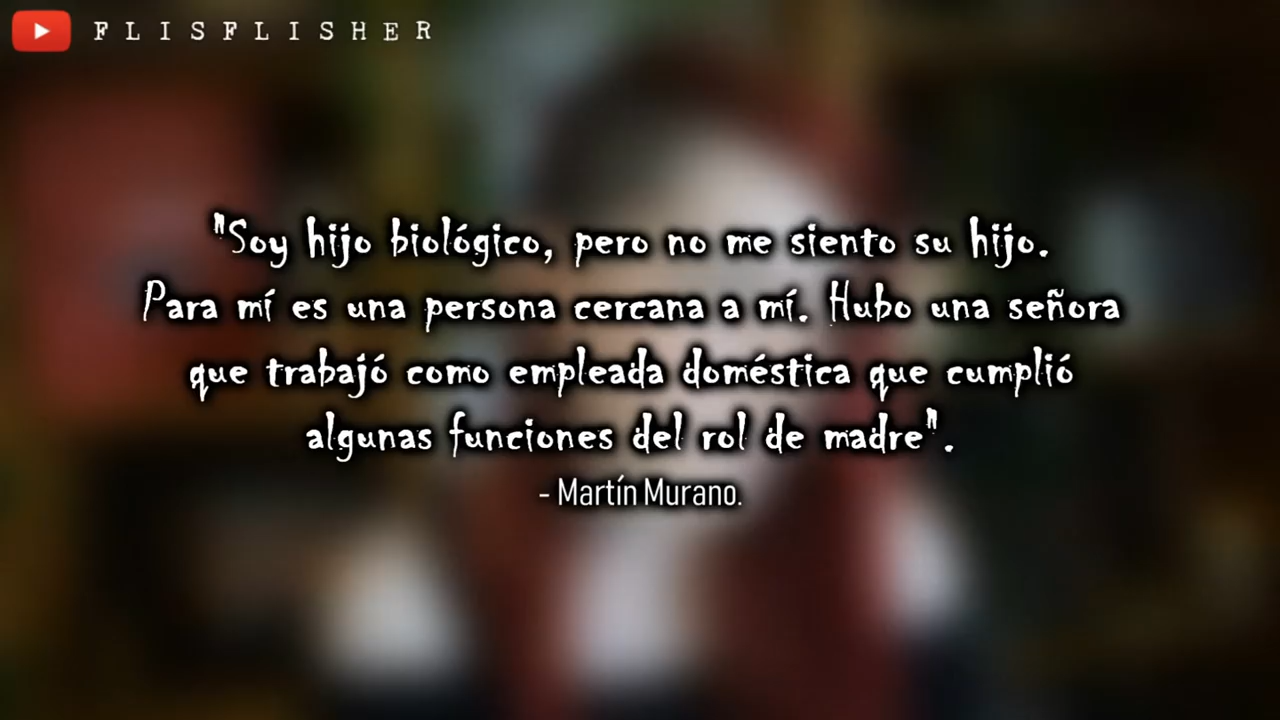 FLISFLISHER
"Soy hijo biológico, pero no me siento su hijo.
Para mí es una persona cercana a mí. Hubo una señora
que trabajó como empleada doméstica que cumplió
algunas funciones del rol de madre".
- Martín Murano.